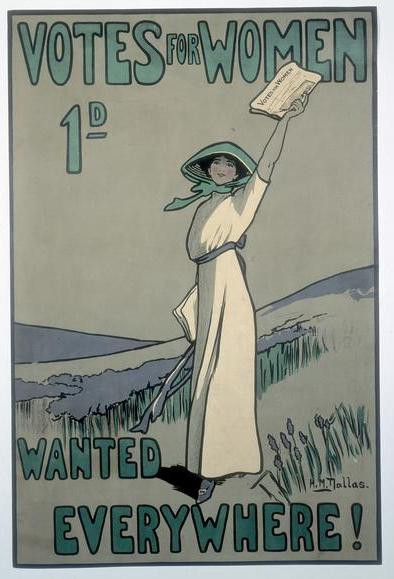 VOTES FOR WOMEN
1D
VOTES FOR WOMEN
WANTED
EVERYWHERE!
H.M.Dallas.